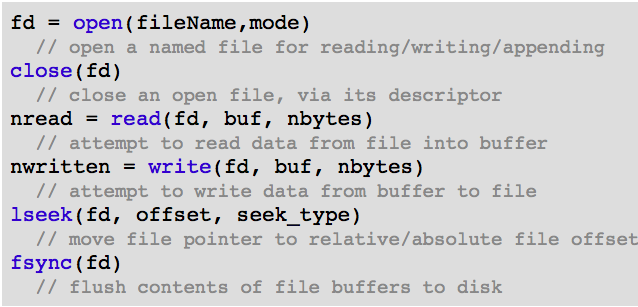 fd = open(fileName,mode)
// open a named file for reading/writing/appending
close(fd)
// close an open file, via its descriptor
nread = read(fd, buf, nbytes)
// attempt to read data from file into buffer
nwritten = write(fd, buf, nbytes)
// attempt to write data from buffer to file
lseek(fd, offset, seek_type)
// move file pointer to relative/absolute file offset
fsync(fd)
// flush contents of file buffers to disk